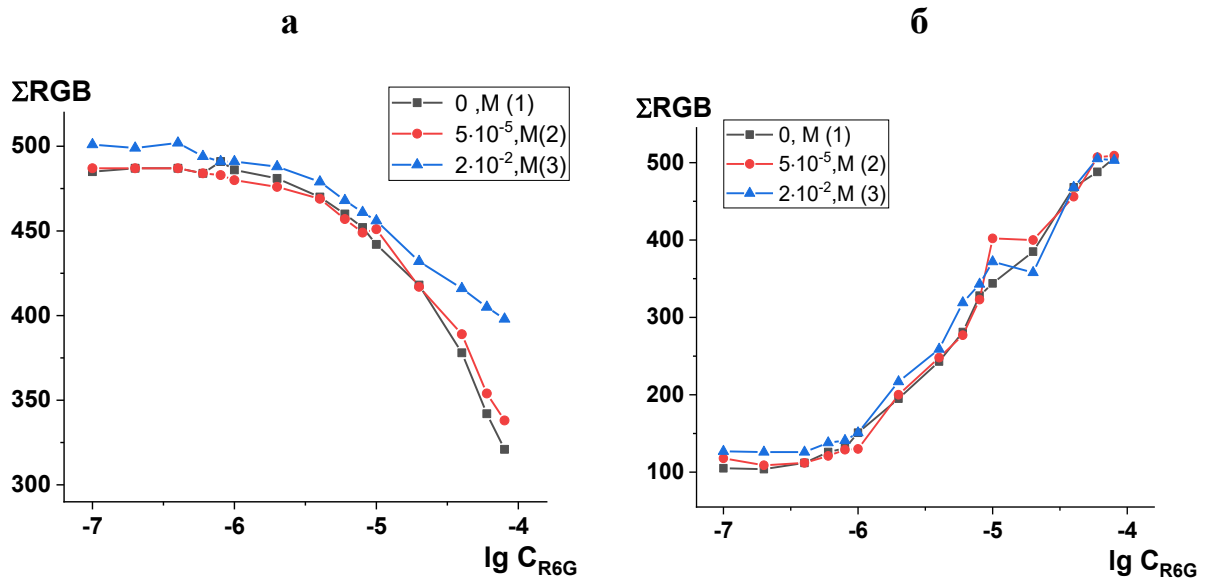 а
ΣRGB
0 ,M (1)
5·10⁻⁵,M(2)
2·10⁻²,M(3)
500
450
400
350
300
-7 -6 -5 -4
lg C_R6G
б
ΣRGB
0, M (1)
5·10⁻⁵,M (2)
2·10⁻²,M (3)
500
400
300
200
100
-7 -6 -5 -4
lg C_R6G